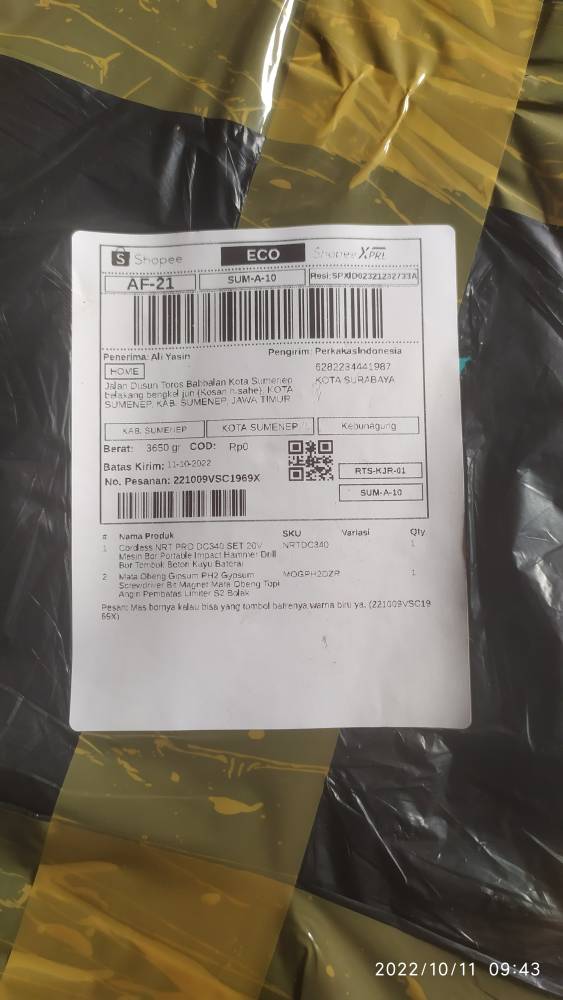 Shopee
ECO
Shopee XPRE
AF-21
SUM-A-10
Resi: SPXID02321232733A
Penerima: Ali Yasin
Pengirim: PerkakasIndonesia
HOME
6282234441987
KOTA SURABAYA
Jalan Dusun Toros Babbalan Kota Sumenep
belakang bengkel jun (Kosan h.sahe), KOTA
SUMENEP, KAB. SUMENEP, JAWA TIMUR
KAB. SUMENEP
KOTA SUMENEP
Kebunagung
Berat: 3650 gr COD: Rp0
Batas Kirim: 11-10-2022
RTS-KJR-01
No. Pesanan: 221009VSC1969X
SUM-A-10
# Nama Produk SKU Variasi Qty
1 Cordless NRT PRO DC340 SET 20V NRTDC340 1
Mesin Bor Portable Impact Hammer Drill
Bor Tembok Beton Kayu Baterai
2 Mata Obeng Gipsum PH2 Gypsum MOGPH2DZR 1
Screwdriver Bit Magnet Mata Obeng Topi
Angin Pembatas Limiter S2 Bolak
Pesan: Mas bornya kalau bisa yang tombol batrenya warna biru ya. (221009VSC19
69X)
2022/10/11 09:43